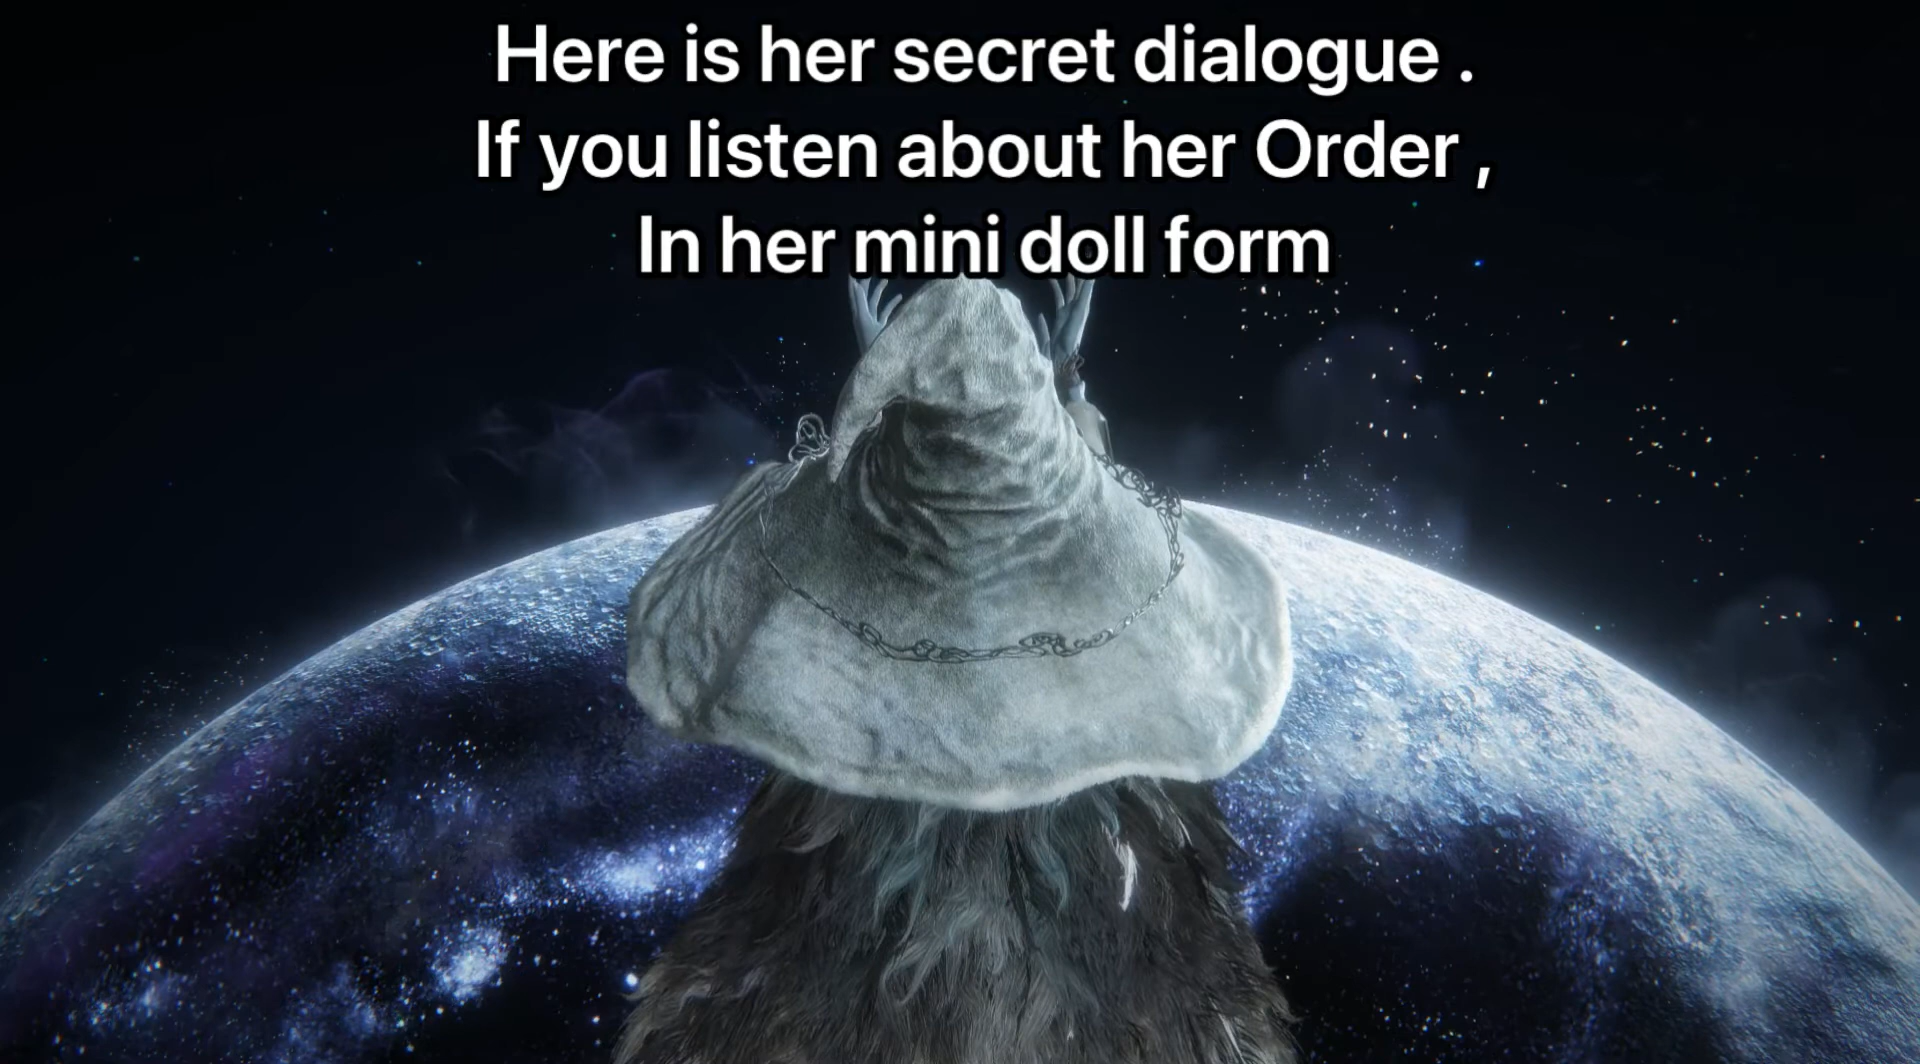 Here is her secret dialogue .
If you listen about her Order ,
In her mini doll form